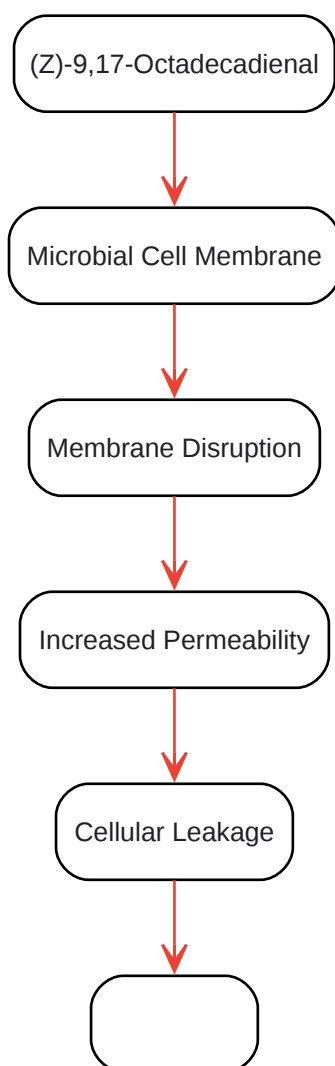 (Z)-9,17-Octadecadienal
Microbial Cell Membrane
Membrane Disruption
Increased Permeability
Cellular Leakage